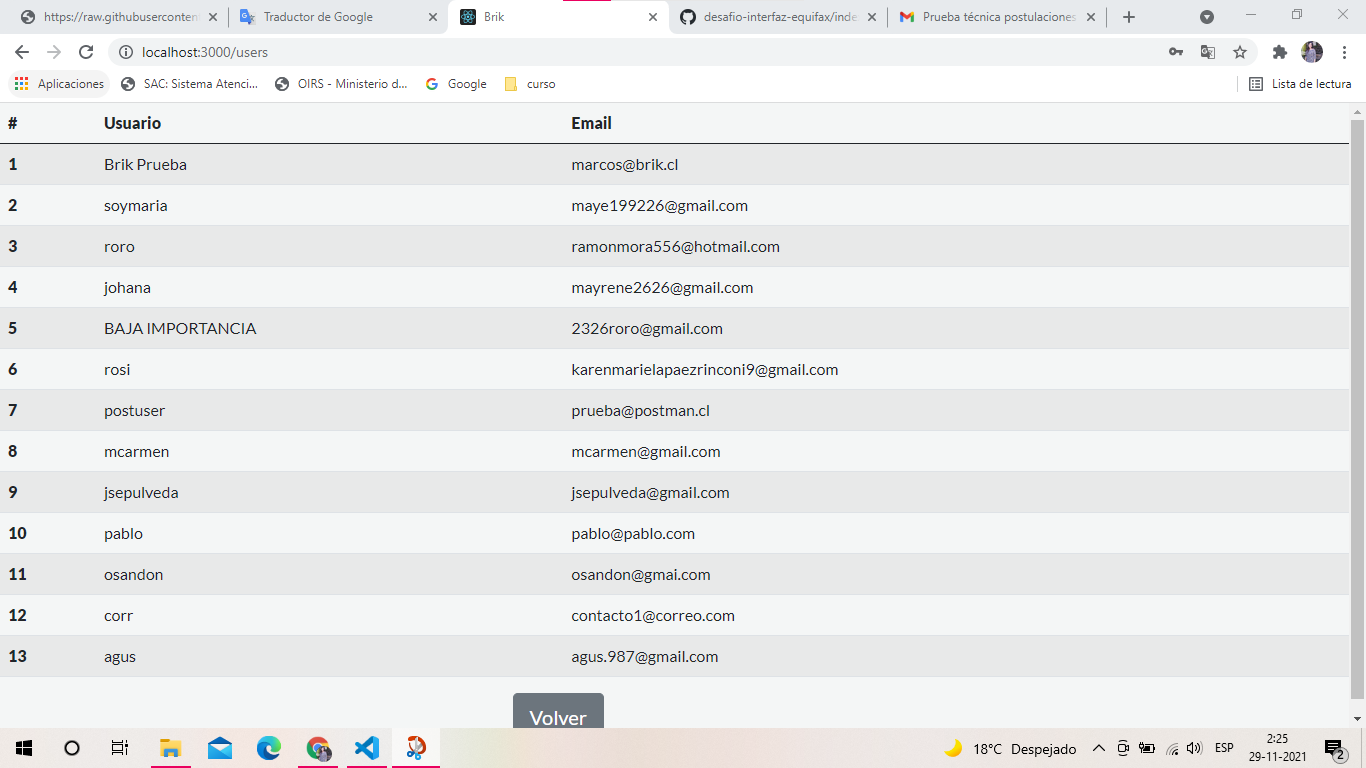 https://raw.githubusercontent
Traductor de Google
Brik
desafio-interfaz-equifax/inde
Prueba técnica postulaciones
localhost:3000/users
Aplicaciones
SAC: Sistema Atenci...
OIRS - Ministerio d...
Google
curso
Lista de lectura
# Usuario Email
1 Brik Prueba marcos@brik.cl
2 soymaria maye199226@gmail.com
3 roro ramonmora556@hotmail.com
4 johana mayrene2626@gmail.com
5 BAJA IMPORTANCIA 2326roro@gmail.com
6 rosi karenmarielapaezrinconi9@gmail.com
7 postuser prueba@postman.cl
8 mcarmen mcarmen@gmail.com
9 jsepulveda jsepulveda@gmail.com
10 pablo pablo@pablo.com
11 osandon osandon@gmai.com
12 corr contacto1@correo.com
13 agus agus.987@gmail.com
Volver
18°C Despejado
ESP
2:25
29-11-2021
2